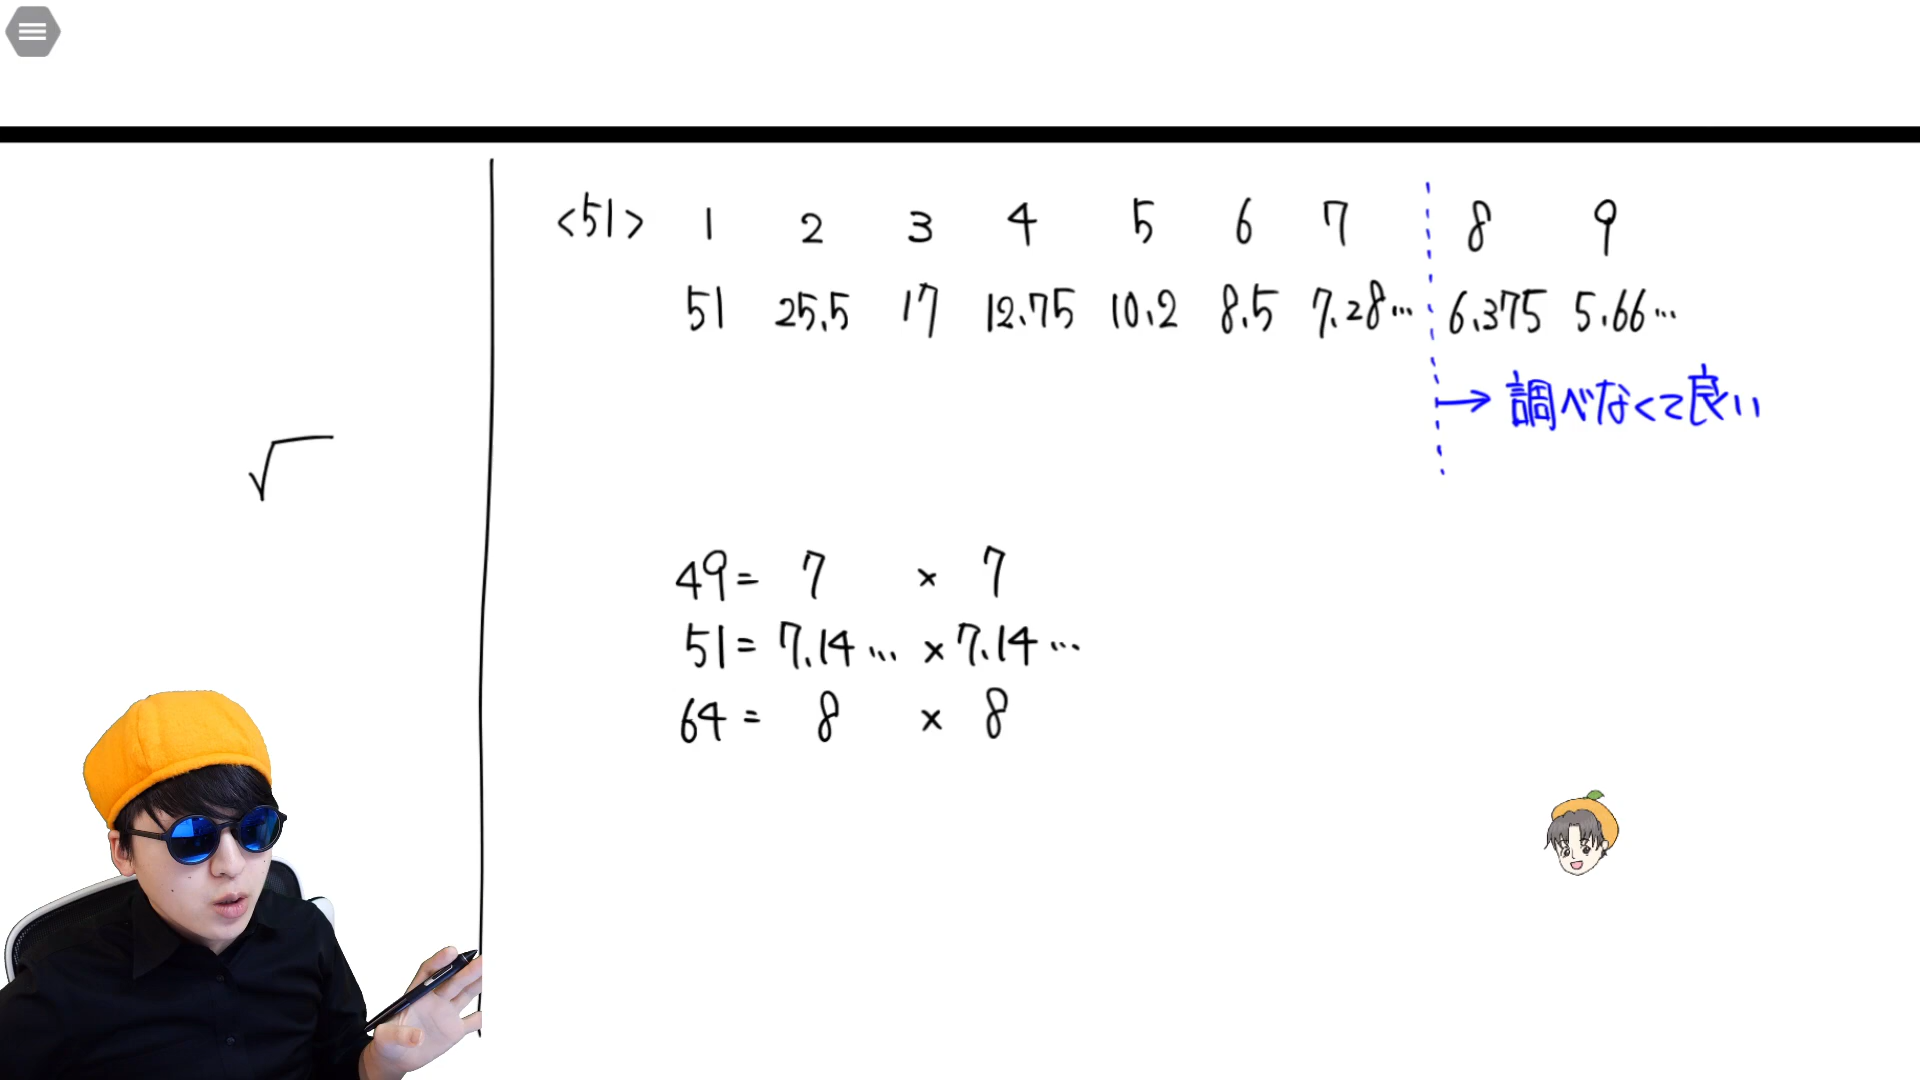 <51> 1 2 3 4 5 6 7 8 9
51 25.5 17 12.75 10.2 8.5 7.28… 6.375 5.66…
→ 調べなくて良い
√
49 = 7 × 7
51 = 7.14… × 7.14…
64 = 8 × 8